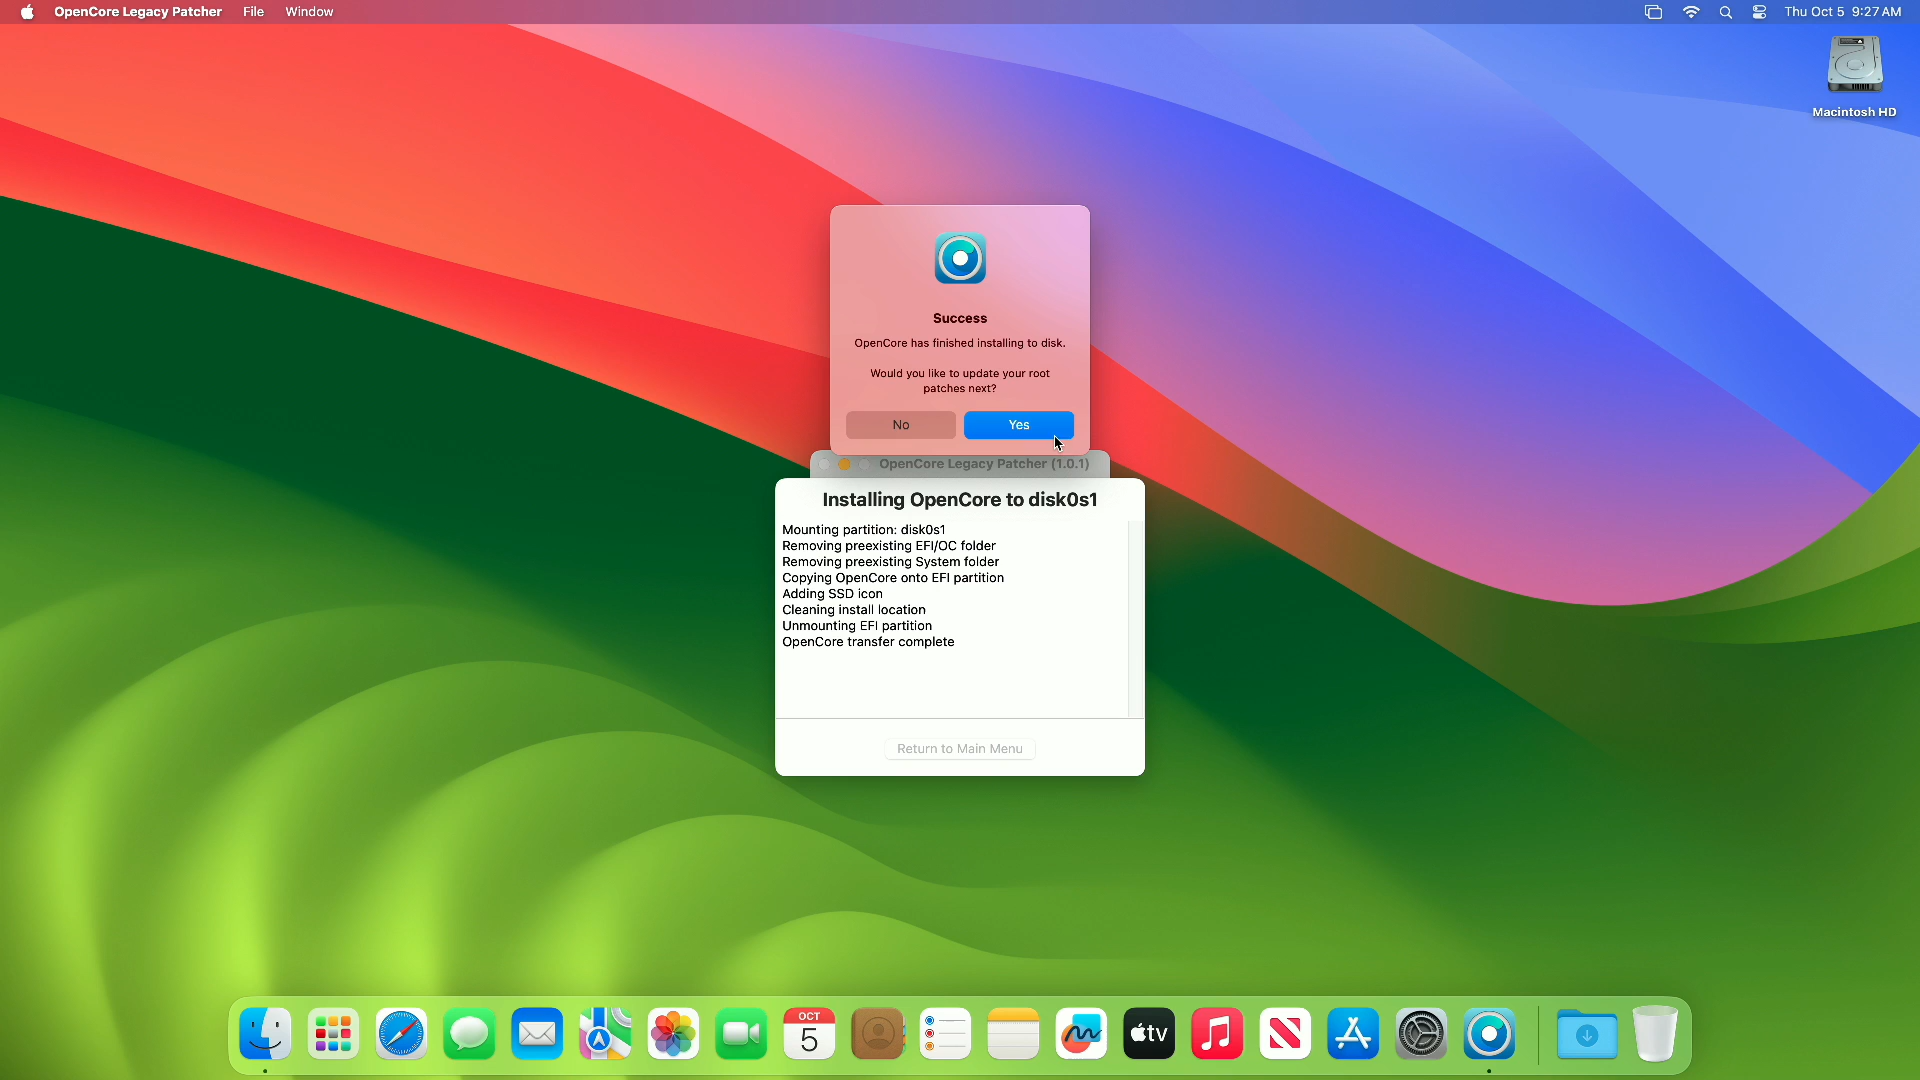 OpenCore Legacy Patcher File Window Thu Oct 5 9:27 AM
Macintosh HD
Success
OpenCore has finished installing to disk.
Would you like to update your root
patches next?
No Yes
OpenCore Legacy Patcher (1.0.1)
Installing OpenCore to disk0s1
Mounting partition: disk0s1
Removing preexisting EFI/OC folder
Removing preexisting System folder
Copying OpenCore onto EFI partition
Adding SSD icon
Cleaning install location
Unmounting EFI partition
OpenCore transfer complete
Return to Main Menu
OCT
5
tv